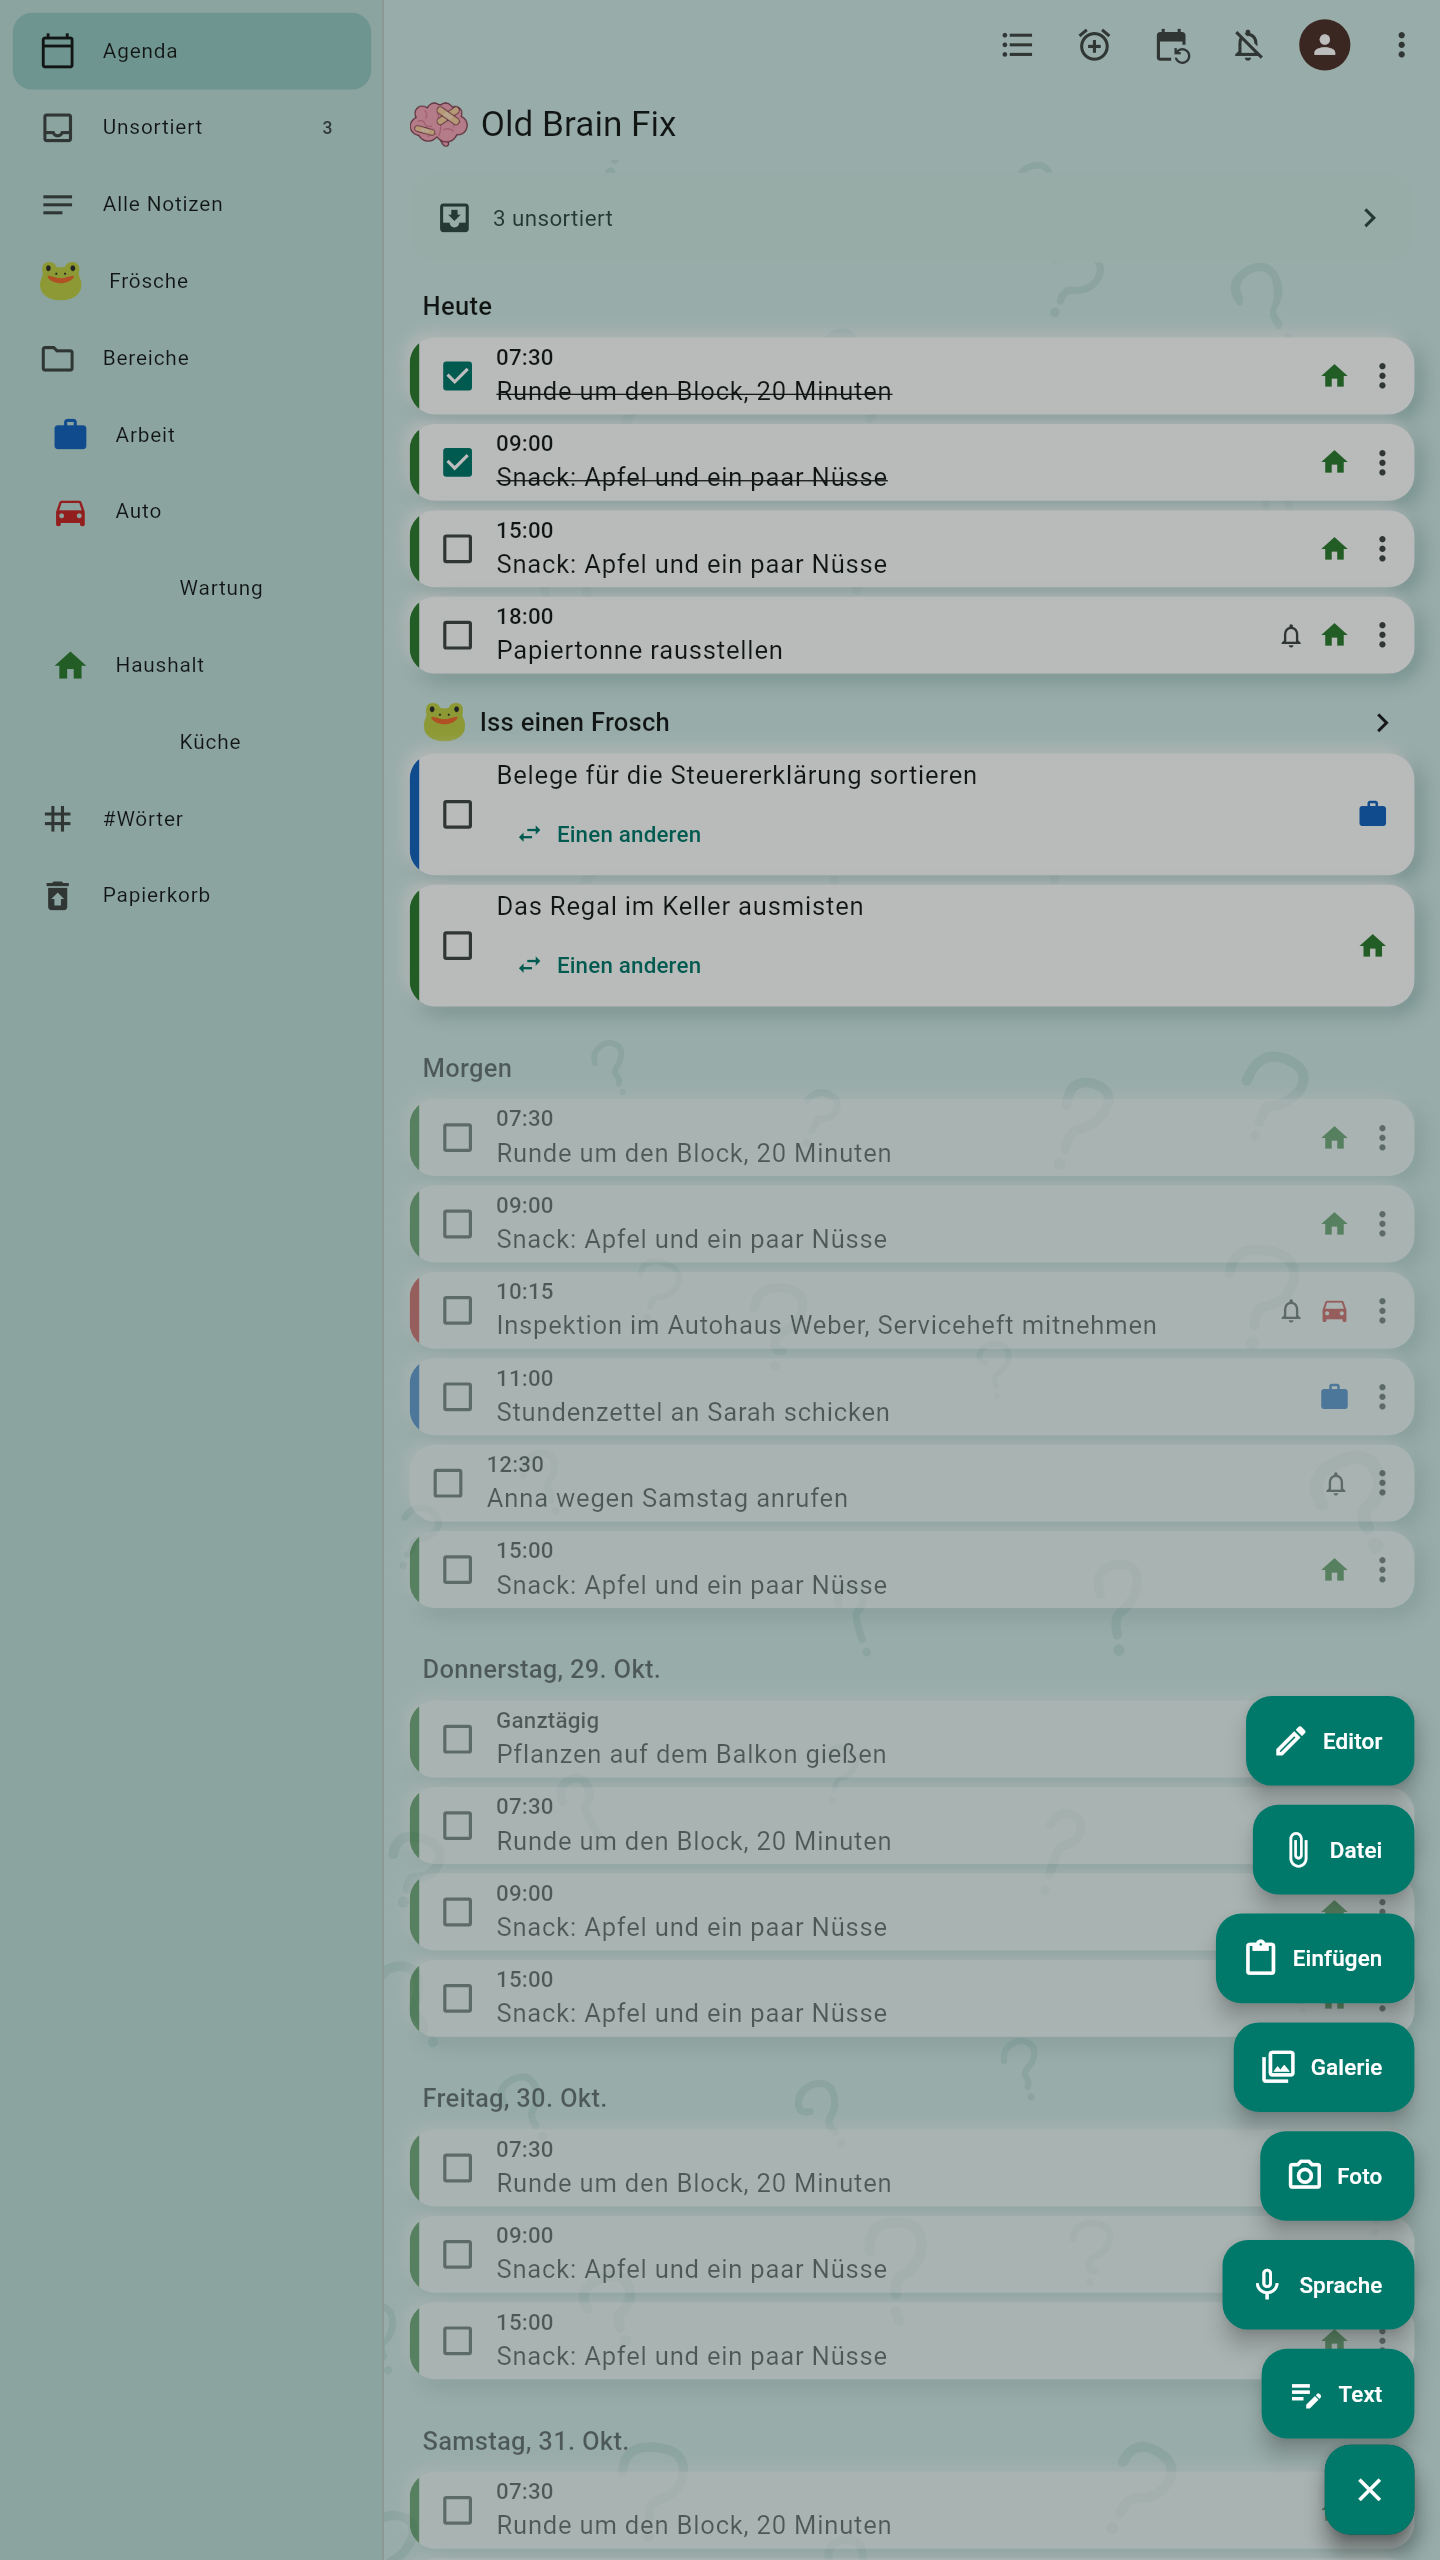 Agenda
Unsortiert 3
Alle Notizen
Frösche
Bereiche
Arbeit
Auto
Wartung
Haushalt
Küche
#Wörter
Papierkorb
Old Brain Fix
3 unsortiert
Heute
07:30
Runde um den Block, 20 Minuten
09:00
Snack: Apfel und ein paar Nüsse
15:00
Snack: Apfel und ein paar Nüsse
18:00
Papiertonne rausstellen
Iss einen Frosch
Belege für die Steuererklärung sortieren
Einen anderen
Das Regal im Keller ausmisten
Einen anderen
Morgen
07:30
Runde um den Block, 20 Minuten
09:00
Snack: Apfel und ein paar Nüsse
10:15
Inspektion im Autohaus Weber, Serviceheft mitnehmen
11:00
Stundenzettel an Sarah schicken
12:30
Anna wegen Samstag anrufen
15:00
Snack: Apfel und ein paar Nüsse
Donnerstag, 29. Okt.
Ganztägig
Pflanzen auf dem Balkon gießen
07:30
Runde um den Block, 20 Minuten
09:00
Snack: Apfel und ein paar Nüsse
15:00
Snack: Apfel und ein paar Nüsse
Freitag, 30. Okt.
07:30
Runde um den Block, 20 Minuten
09:00
Snack: Apfel und ein paar Nüsse
15:00
Snack: Apfel und ein paar Nüsse
Samstag, 31. Okt.
07:30
Runde um den Block, 20 Minuten
Editor
Datei
Einfügen
Galerie
Foto
Sprache
Text